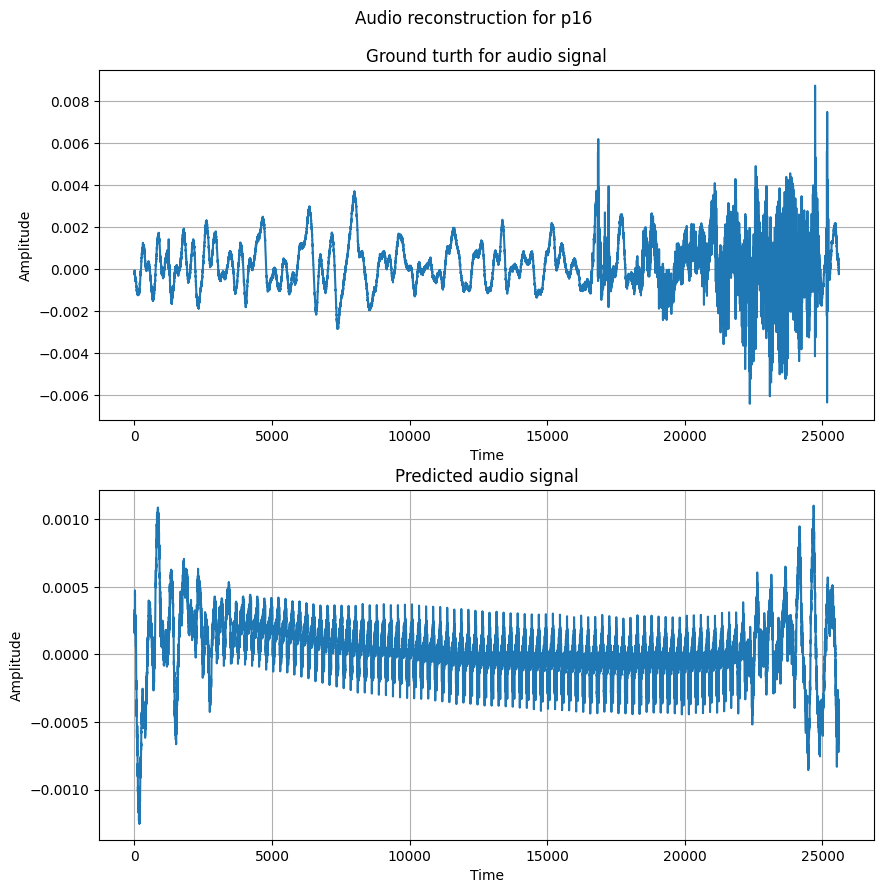 Audio reconstruction for p16
Ground turth for audio signal
0.008
0.006
0.004
0.002
0.000
−0.002
−0.004
−0.006
Amplitude
0 5000 10000 15000 20000 25000
Time
Predicted audio signal
0.0010
0.0005
0.0000
−0.0005
−0.0010
Amplitude
0 5000 10000 15000 20000 25000
Time